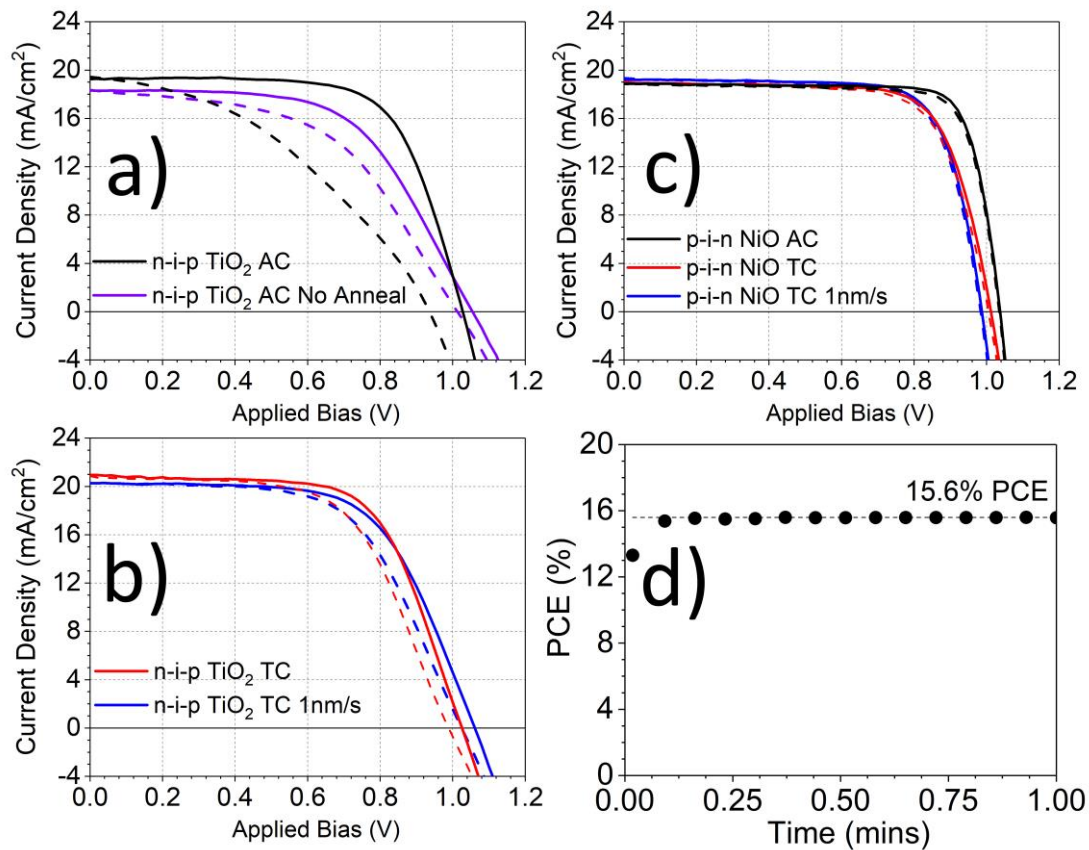 24
20
16
12
8
4
0
-4
Current Density (mA/cm²)
a)
n-i-p TiO₂ AC
n-i-p TiO₂ AC No Anneal
0.0 0.2 0.4 0.6 0.8 1.0 1.2
Applied Bias (V)
24
20
16
12
8
4
0
-4
Current Density (mA/cm²)
c)
p-i-n NiO AC
p-i-n NiO TC
p-i-n NiO TC 1nm/s
0.0 0.2 0.4 0.6 0.8 1.0 1.2
Applied Bias (V)
24
20
16
12
8
4
0
-4
Current Density (mA/cm²)
b)
n-i-p TiO₂ TC
n-i-p TiO₂ TC 1nm/s
0.0 0.2 0.4 0.6 0.8 1.0 1.2
Applied Bias (V)
20
16
12
8
4
0
PCE (%)
15.6% PCE
d)
0.00 0.25 0.50 0.75 1.00
Time (mins)